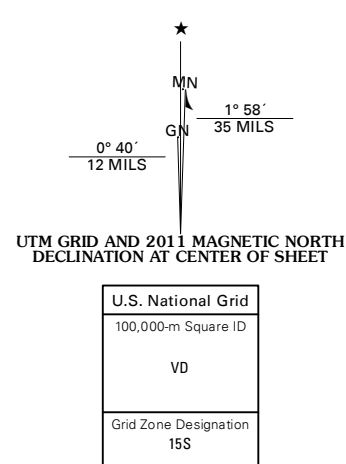 ★
MN
1° 58´
35 MILS
GN
0° 40´
12 MILS
UTM GRID AND 2011 MAGNETIC NORTH
DECLINATION AT CENTER OF SHEET
U.S. National Grid
100,000-m Square ID
VD
Grid Zone Designation
15S